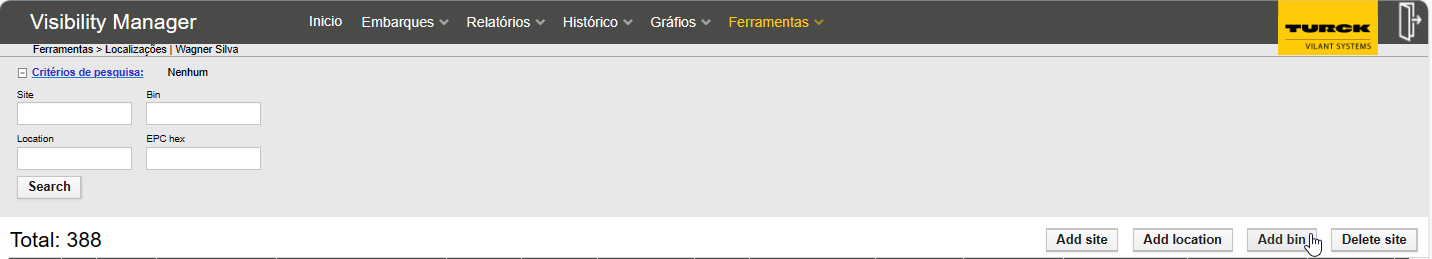 Visibility Manager
Inicio Embarques Relatórios Histórico Gráfios Ferramentas
TURCK
VILANT SYSTEMS
Ferramentas > Localizações | Wagner Silva
Critérios de pesquisa: Nenhum
Site Bin
Location EPC hex
Search
Total: 388 Add site Add location Add bin Delete site